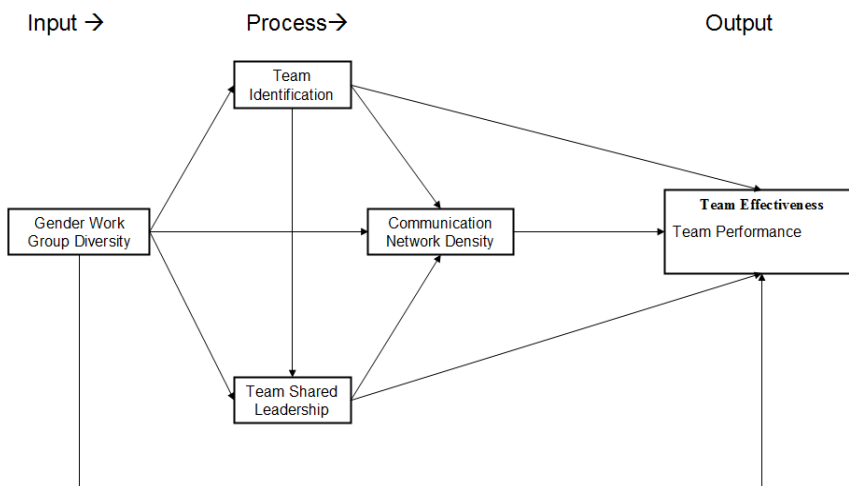 Input →
Process→
Output
Team
Identification
Gender Work
Group Diversity
Communication
Network Density
Team Effectiveness
Team Performance
Team Shared
Leadership